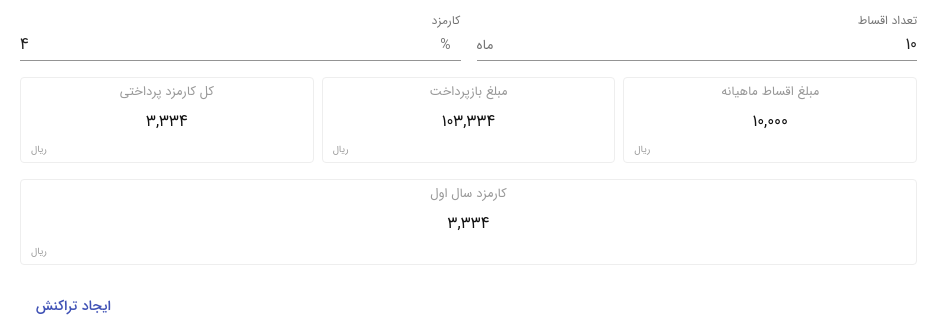 تعداد اقساط
۱۰ ماه
کارمزد
% ۴
مبلغ اقساط ماهیانه
۱۰,۰۰۰
ریال
مبلغ بازپرداخت
۱۰۳,۳۳۴
ریال
کل کارمزد پرداختی
۳,۳۳۴
ریال
کارمزد سال اول
۳,۳۳۴
ریال
ایجاد تراکنش